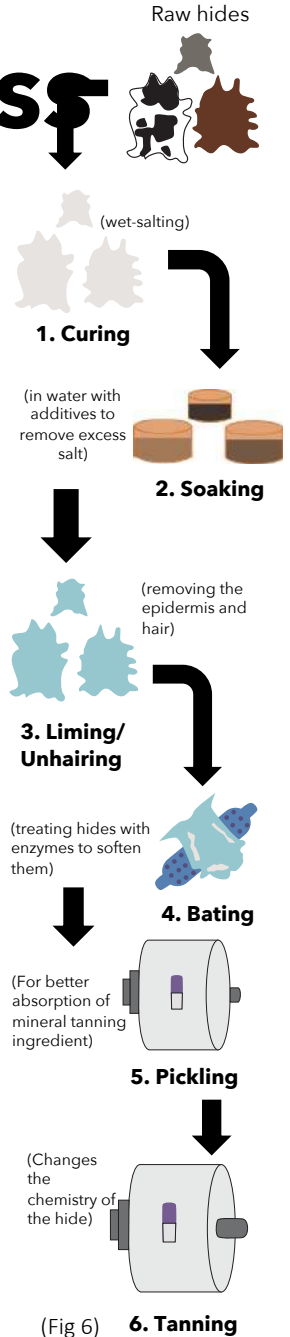 Raw hides
ss
(wet-salting)
1. Curing
(in water with
additives to
remove excess
salt)
2. Soaking
(removing the
epidermis and
hair)
3. Liming/
Unhairing
(treating hides with
enzymes to soften
them)
4. Bating
(For better
absorption of
mineral tanning
ingredient)
5. Pickling
(Changes
the
chemistry of
the hide)
(Fig 6)
6. Tanning